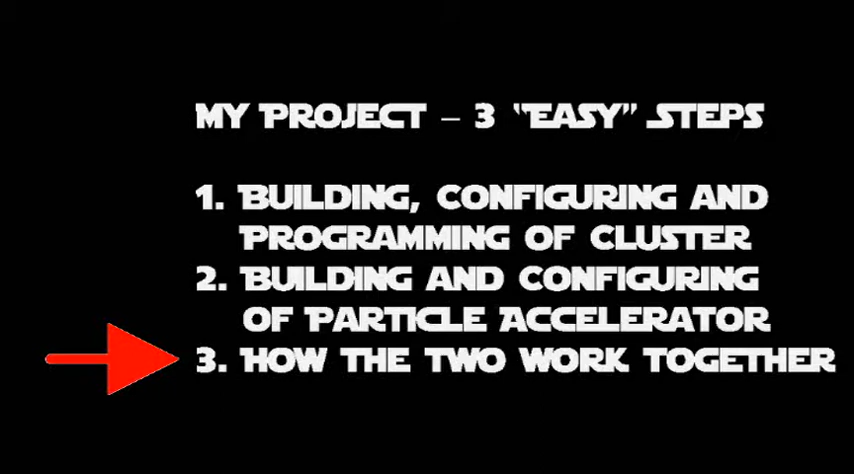 My Project – 3 “Easy” Steps
1. Building, configuring and
Programming of cluster
2. Building and configuring
of Particle Accelerator
3. How the two work together